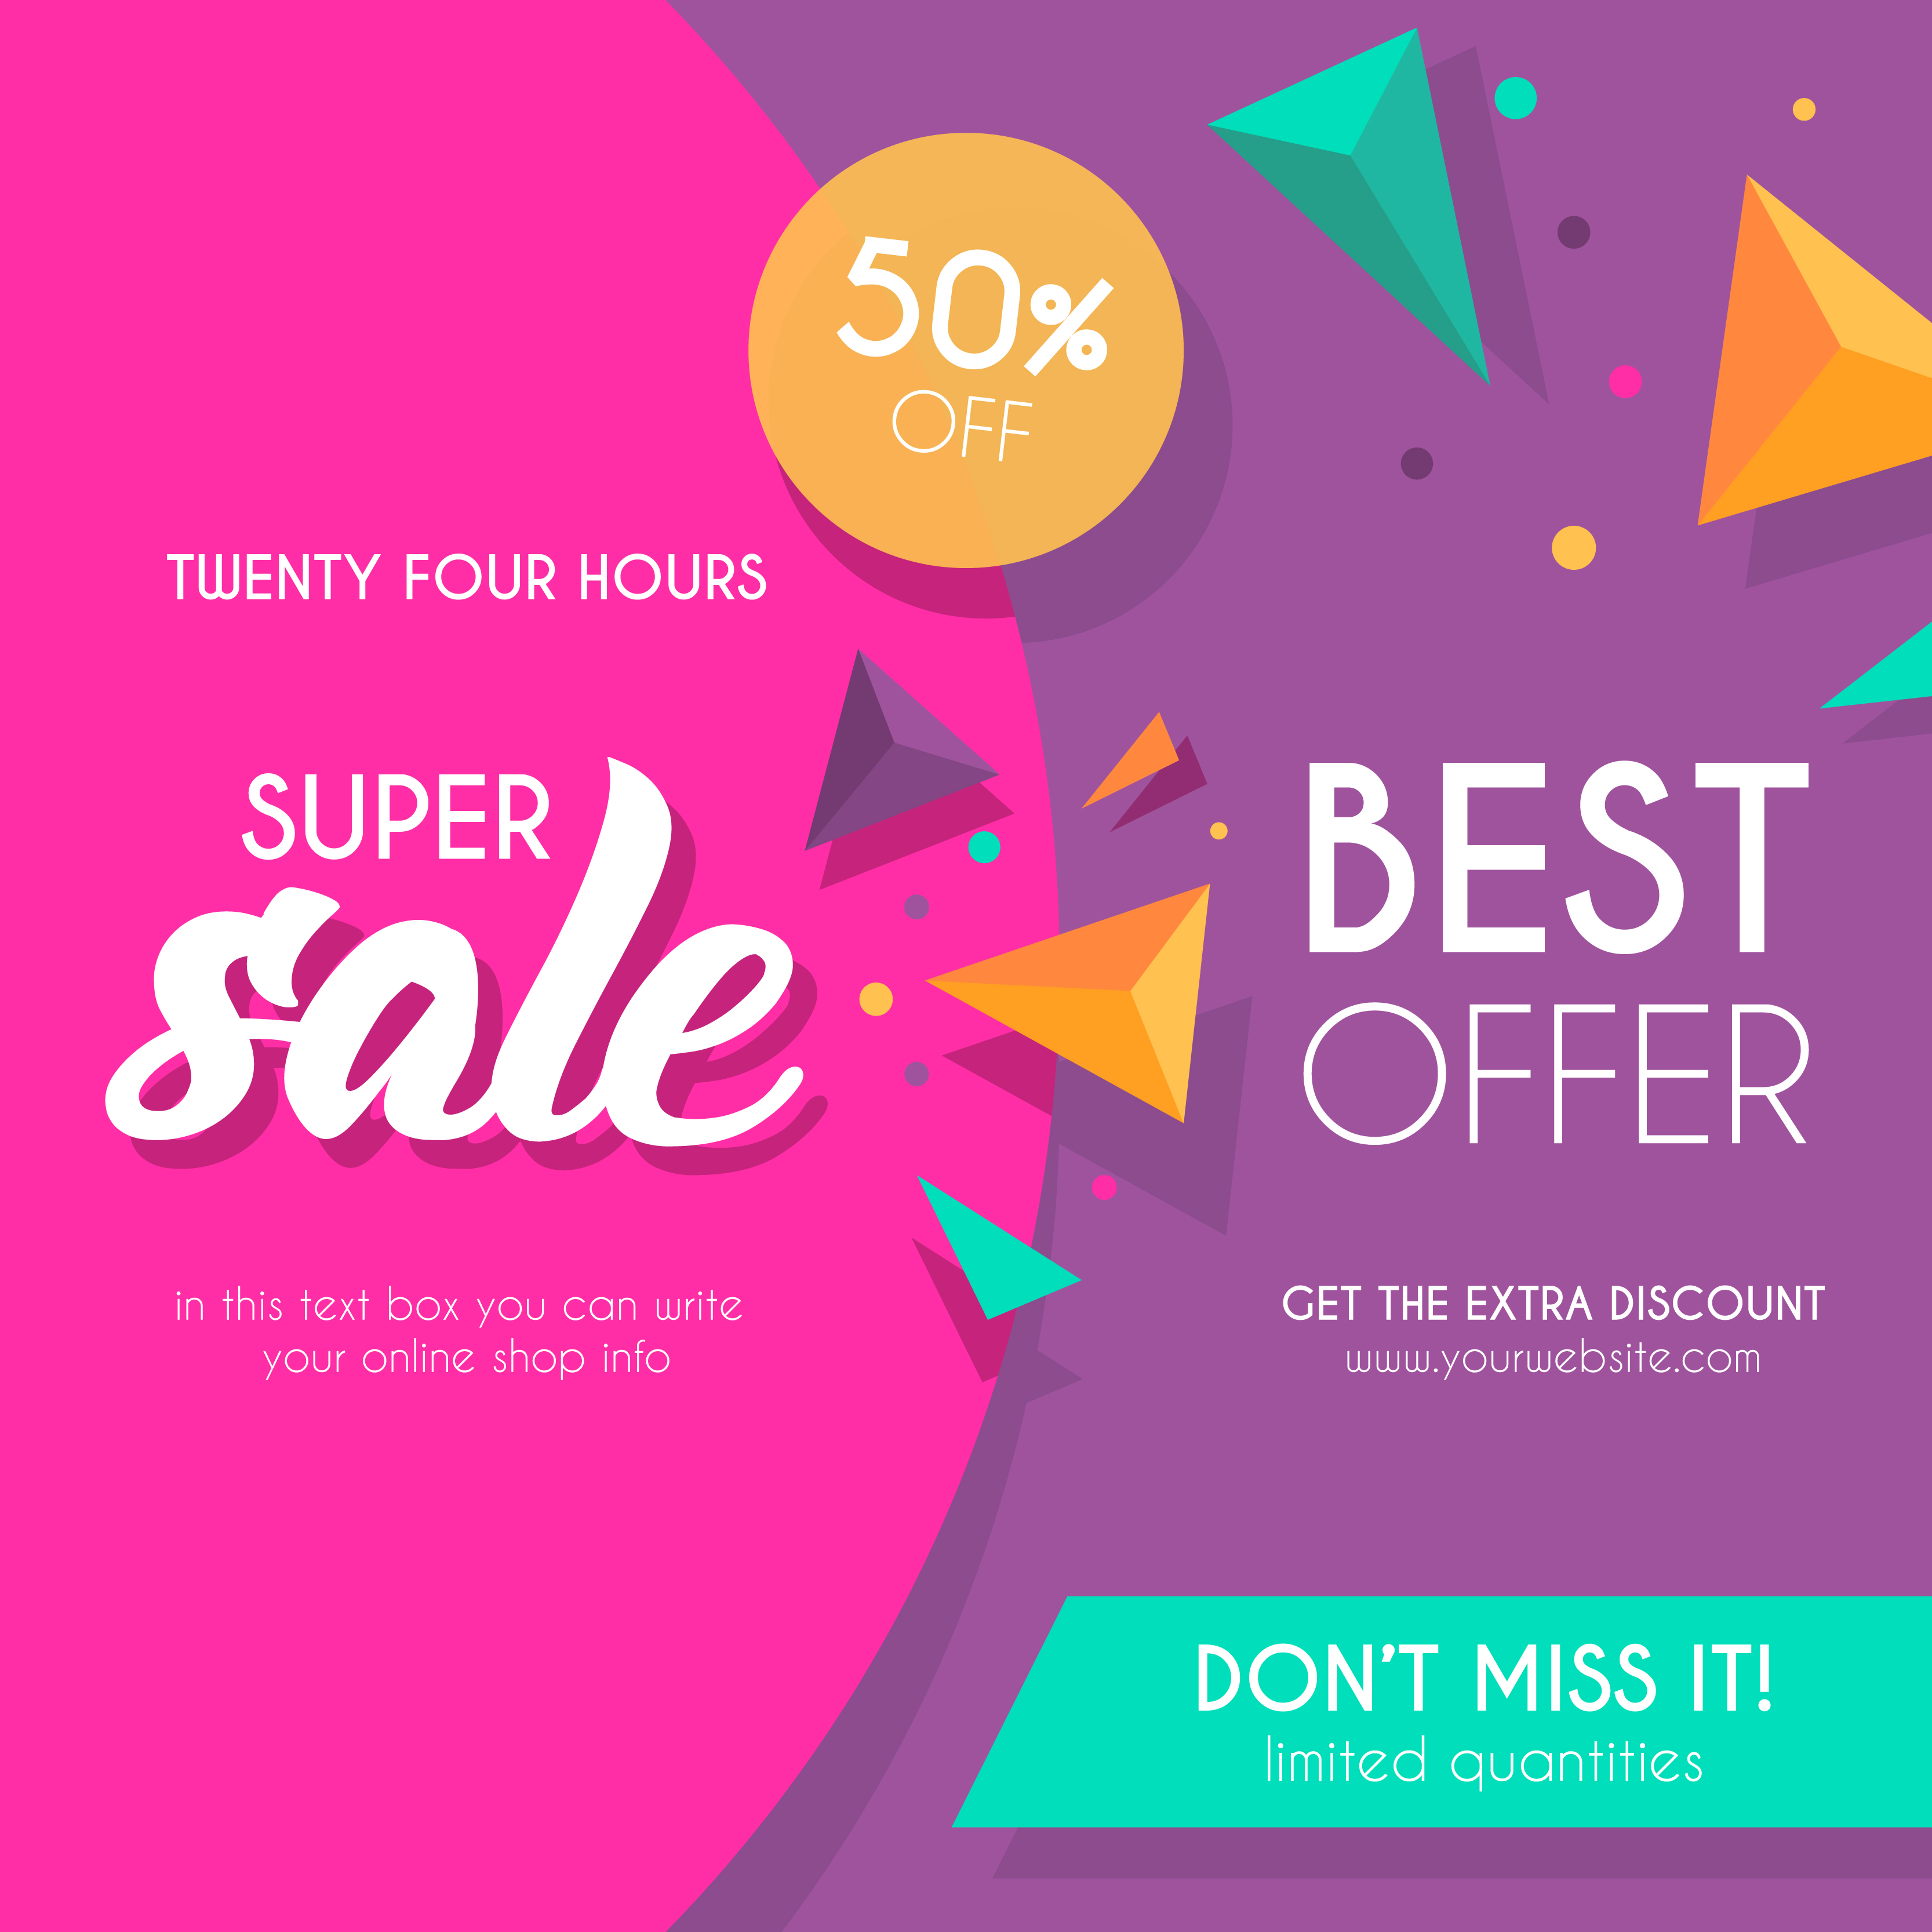 50%
OFF
TWENTY FOUR HOURS
SUPER
sale
in this text box you can write
your online shop info
BEST
OFFER
GET THE EXTRA DISCOUNT
www.yourwebsite.com
DON'T MISS IT!
limited quantities